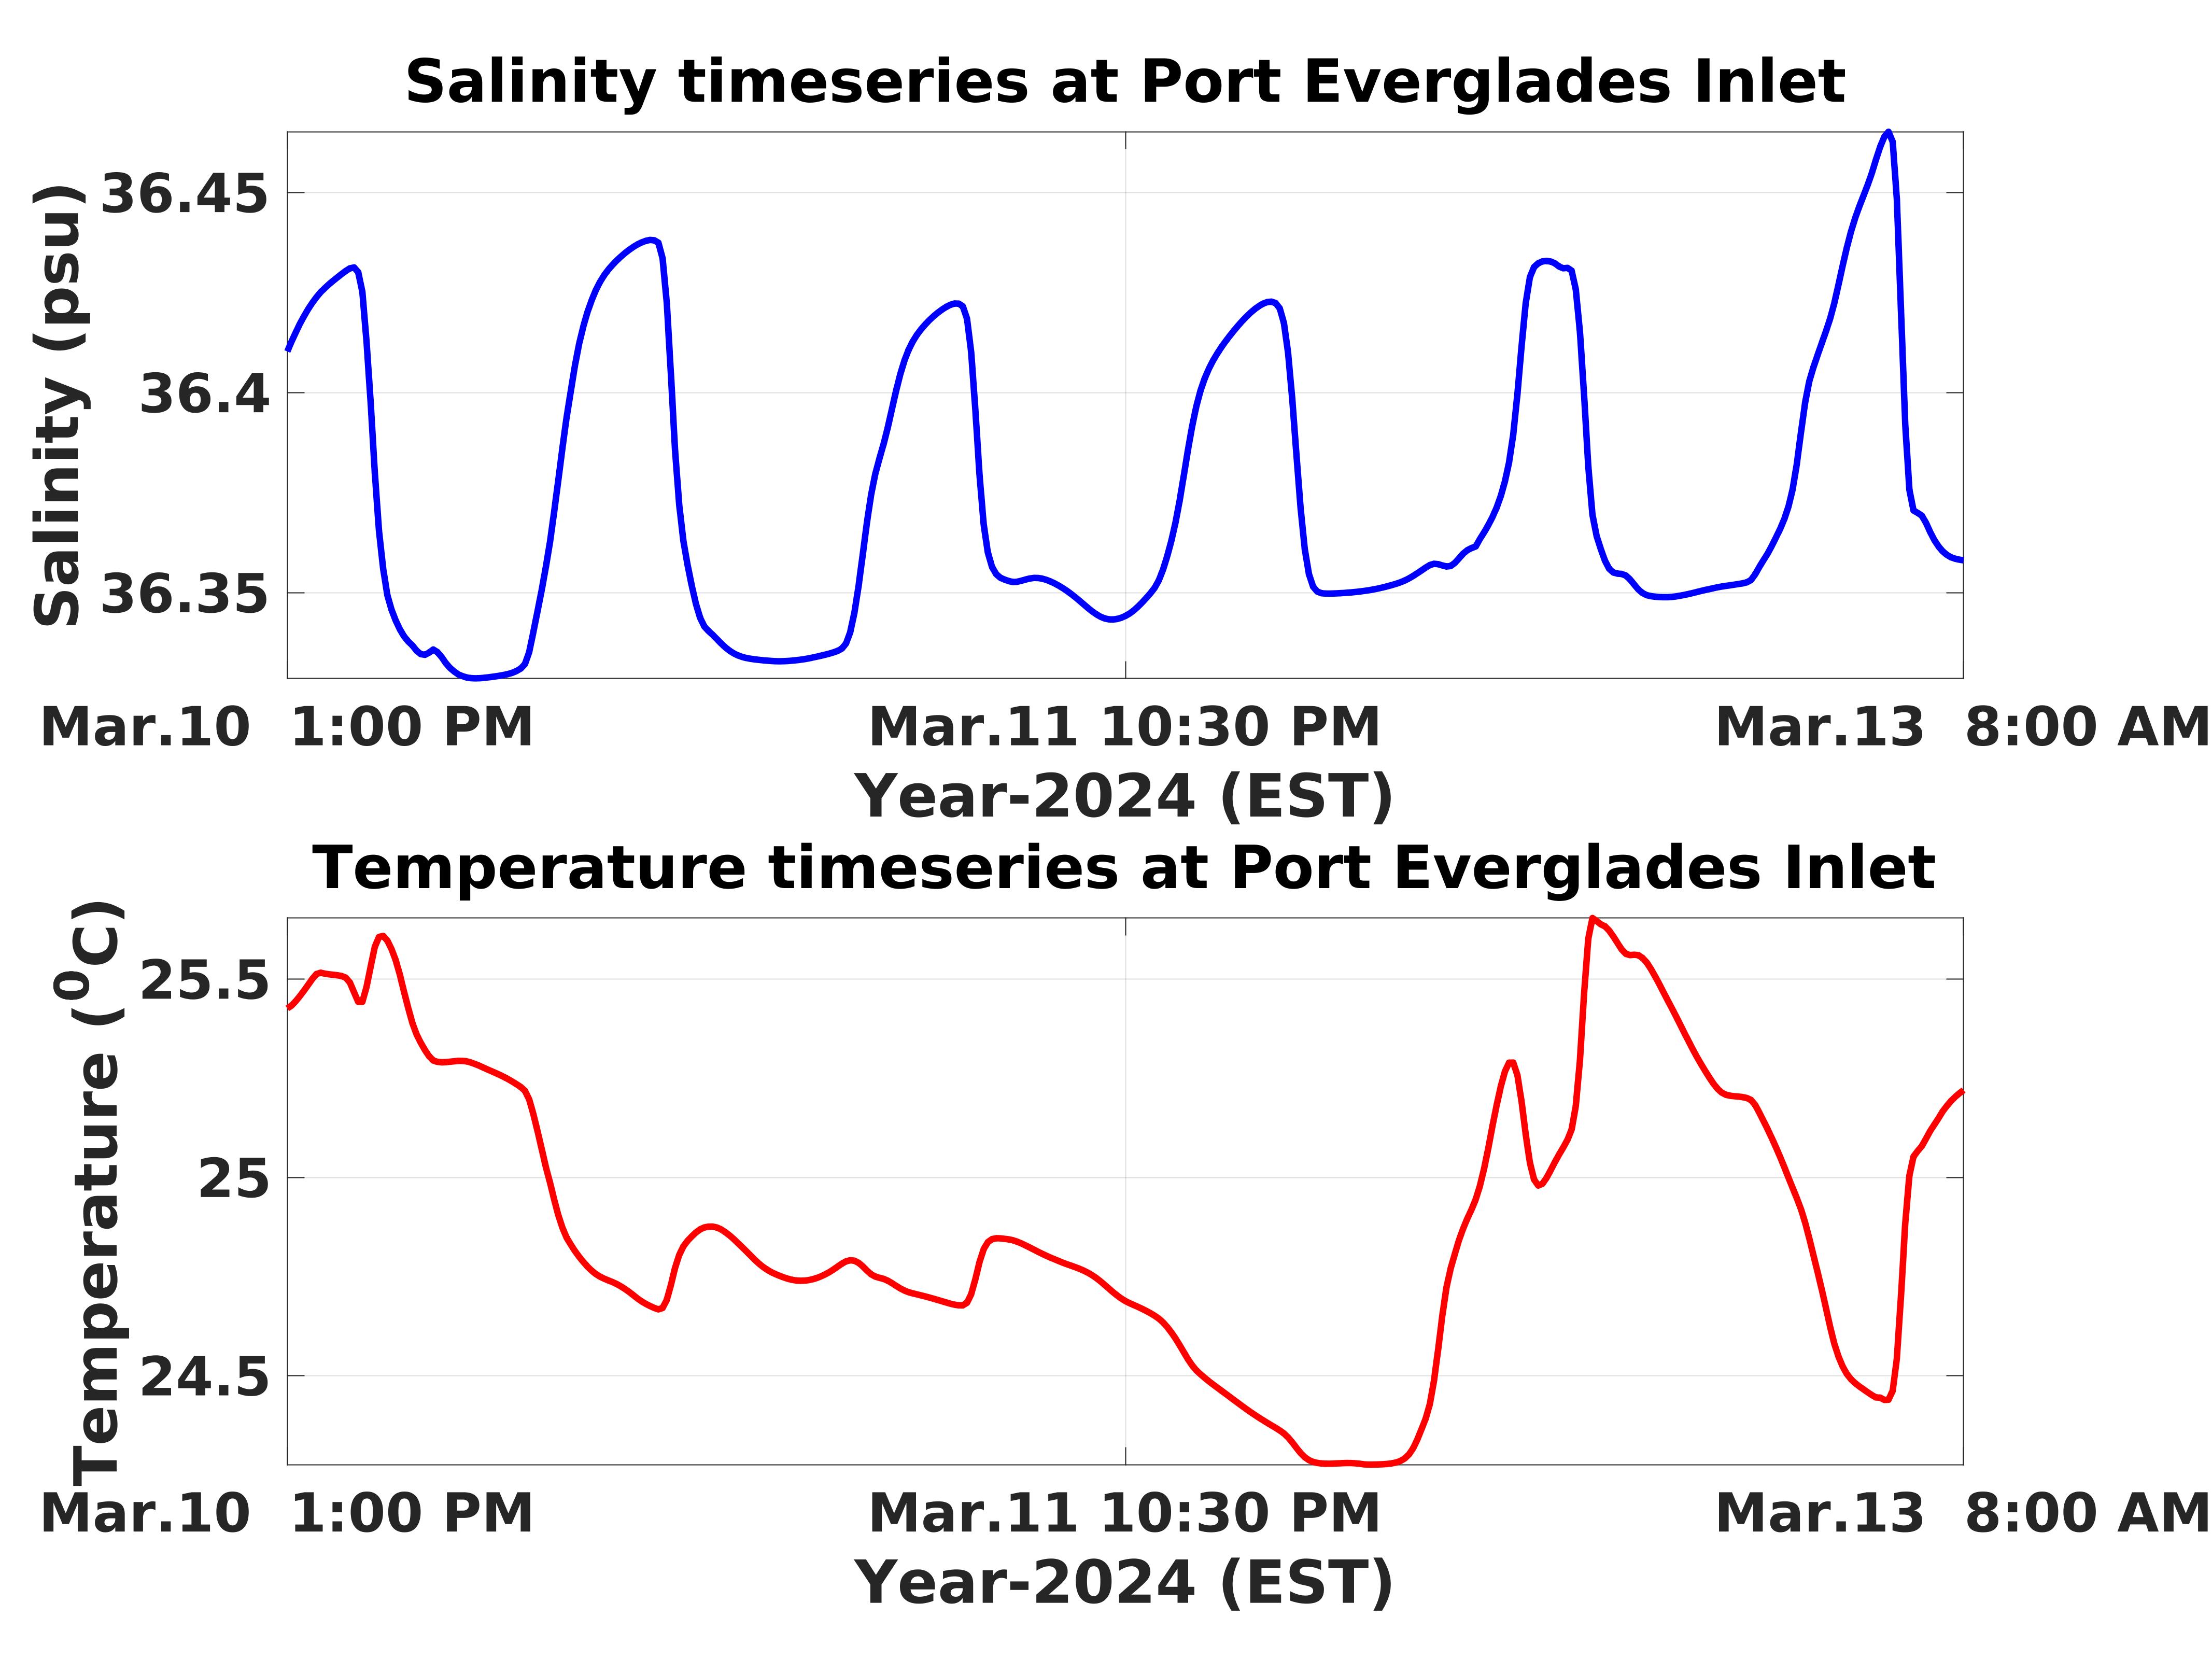 Salinity timeseries at Port Everglades Inlet
Salinity (psu)
36.45
36.4
36.35
Mar.10  1:00 PM
Mar.11 10:30 PM
Mar.13  8:00 AM
Year-2024 (EST)
Temperature timeseries at Port Everglades Inlet
Temperature (⁰C)
25.5
25
24.5
Mar.10  1:00 PM
Mar.11 10:30 PM
Mar.13  8:00 AM
Year-2024 (EST)